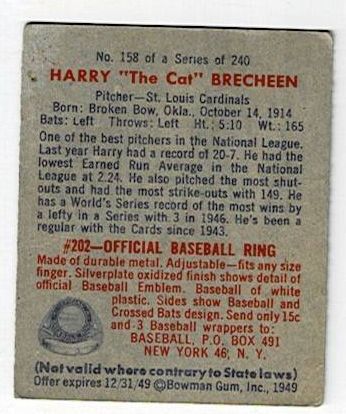 No. 158 of a Series of 240
HARRY "The Cat" BRECHEEN
Pitcher—St. Louis Cardinals
Born: Broken Bow, Okla., October 14, 1914
Bats: Left Throws: Left Ht.: 5:10 Wt.: 165
One of the best pitchers in the National League.
Last year Harry had a record of 20-7. He had the
lowest Earned Run Average in the National
League at 2.24. He also pitched the most shut-
outs and had the most strike-outs with 149. He
has a World's Series record of the most wins by
a lefty in a Series with 3 in 1946. He's been a
regular with the Cards since 1943.
#202—OFFICIAL BASEBALL RING
Made of durable metal. Adjustable—fits any size
finger. Silverplate oxidized finish shows detail of
official Baseball Emblem. Baseball of white
plastic. Sides show Baseball and
Crossed Bats design. Send only 15c
and 3 Baseball wrappers to:
BASEBALL, P.O. BOX 491
NEW YORK 46, N. Y.
(Not valid where contrary to State laws)
Offer expires 12/31/49 ©Bowman Gum, Inc., 1949